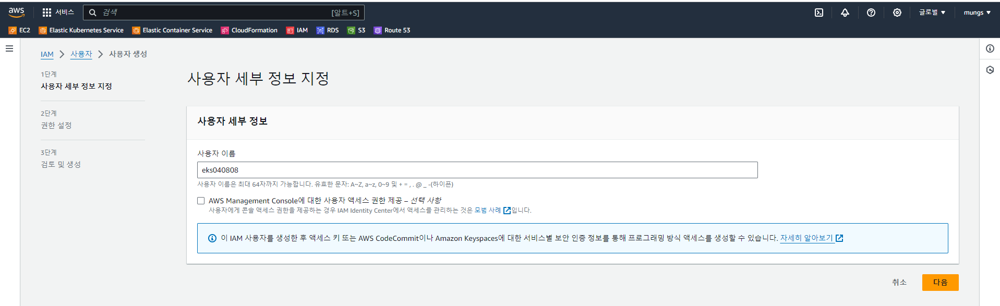 aws 서비스 검색 [알트+S] 글로벌 mungs
EC2 Elastic Kubernetes Service Elastic Container Service CloudFormation IAM RDS S3 Route 53
IAM 사용자 사용자 생성
1단계
사용자 세부 정보 지정
2단계
권한 설정
3단계
검토 및 생성
사용자 세부 정보 지정
사용자 세부 정보
사용자 이름
eks040808
사용자 이름은 최대 64자까지 가능합니다. 유효한 문자: A~Z, a~z, 0~9 및 + = , . @ _ -(하이픈)
AWS Management Console에 대한 사용자 액세스 권한 제공 – 선택 사항
사용자에게 콘솔 액세스 권한을 제공하는 경우 IAM Identity Center에서 액세스를 관리하는 것은 모범 사례 입니다.
이 IAM 사용자를 생성한 후 액세스 키 또는 AWS CodeCommit이나 Amazon Keyspaces에 대한 서비스별 보안 인증 정보를 통해 프로그래밍 방식 액세스를 생성할 수 있습니다. 자세히 알아보기
취소 다음